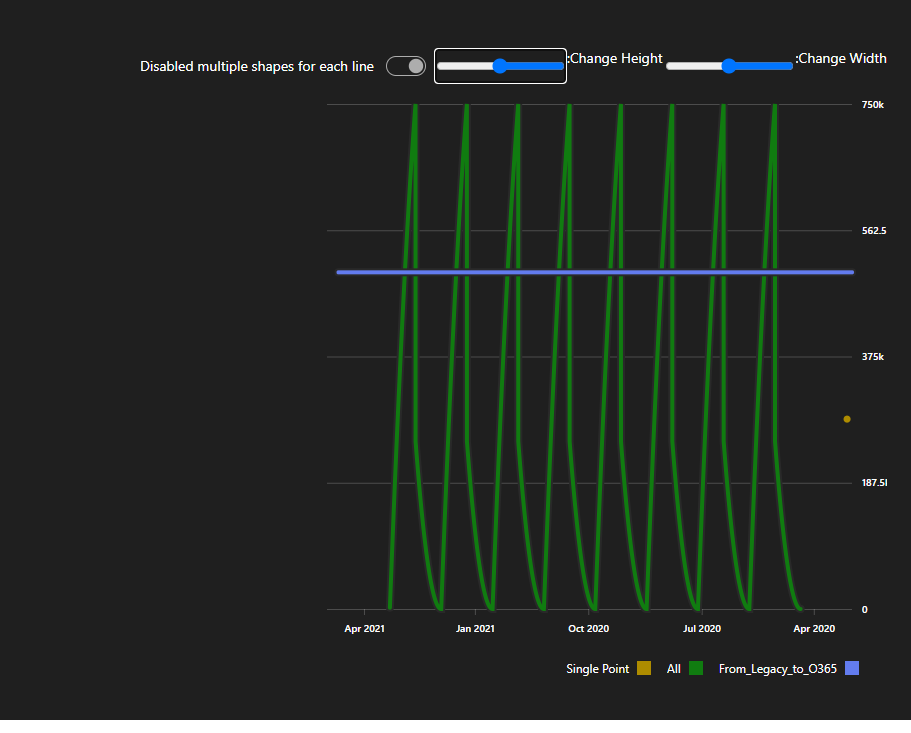 Disabled multiple shapes for each line
:Change Height
:Change Width
750k
562.5
375k
187.5l
0
Apr 2021
Jan 2021
Oct 2020
Jul 2020
Apr 2020
Single Point
All
From_Legacy_to_O365